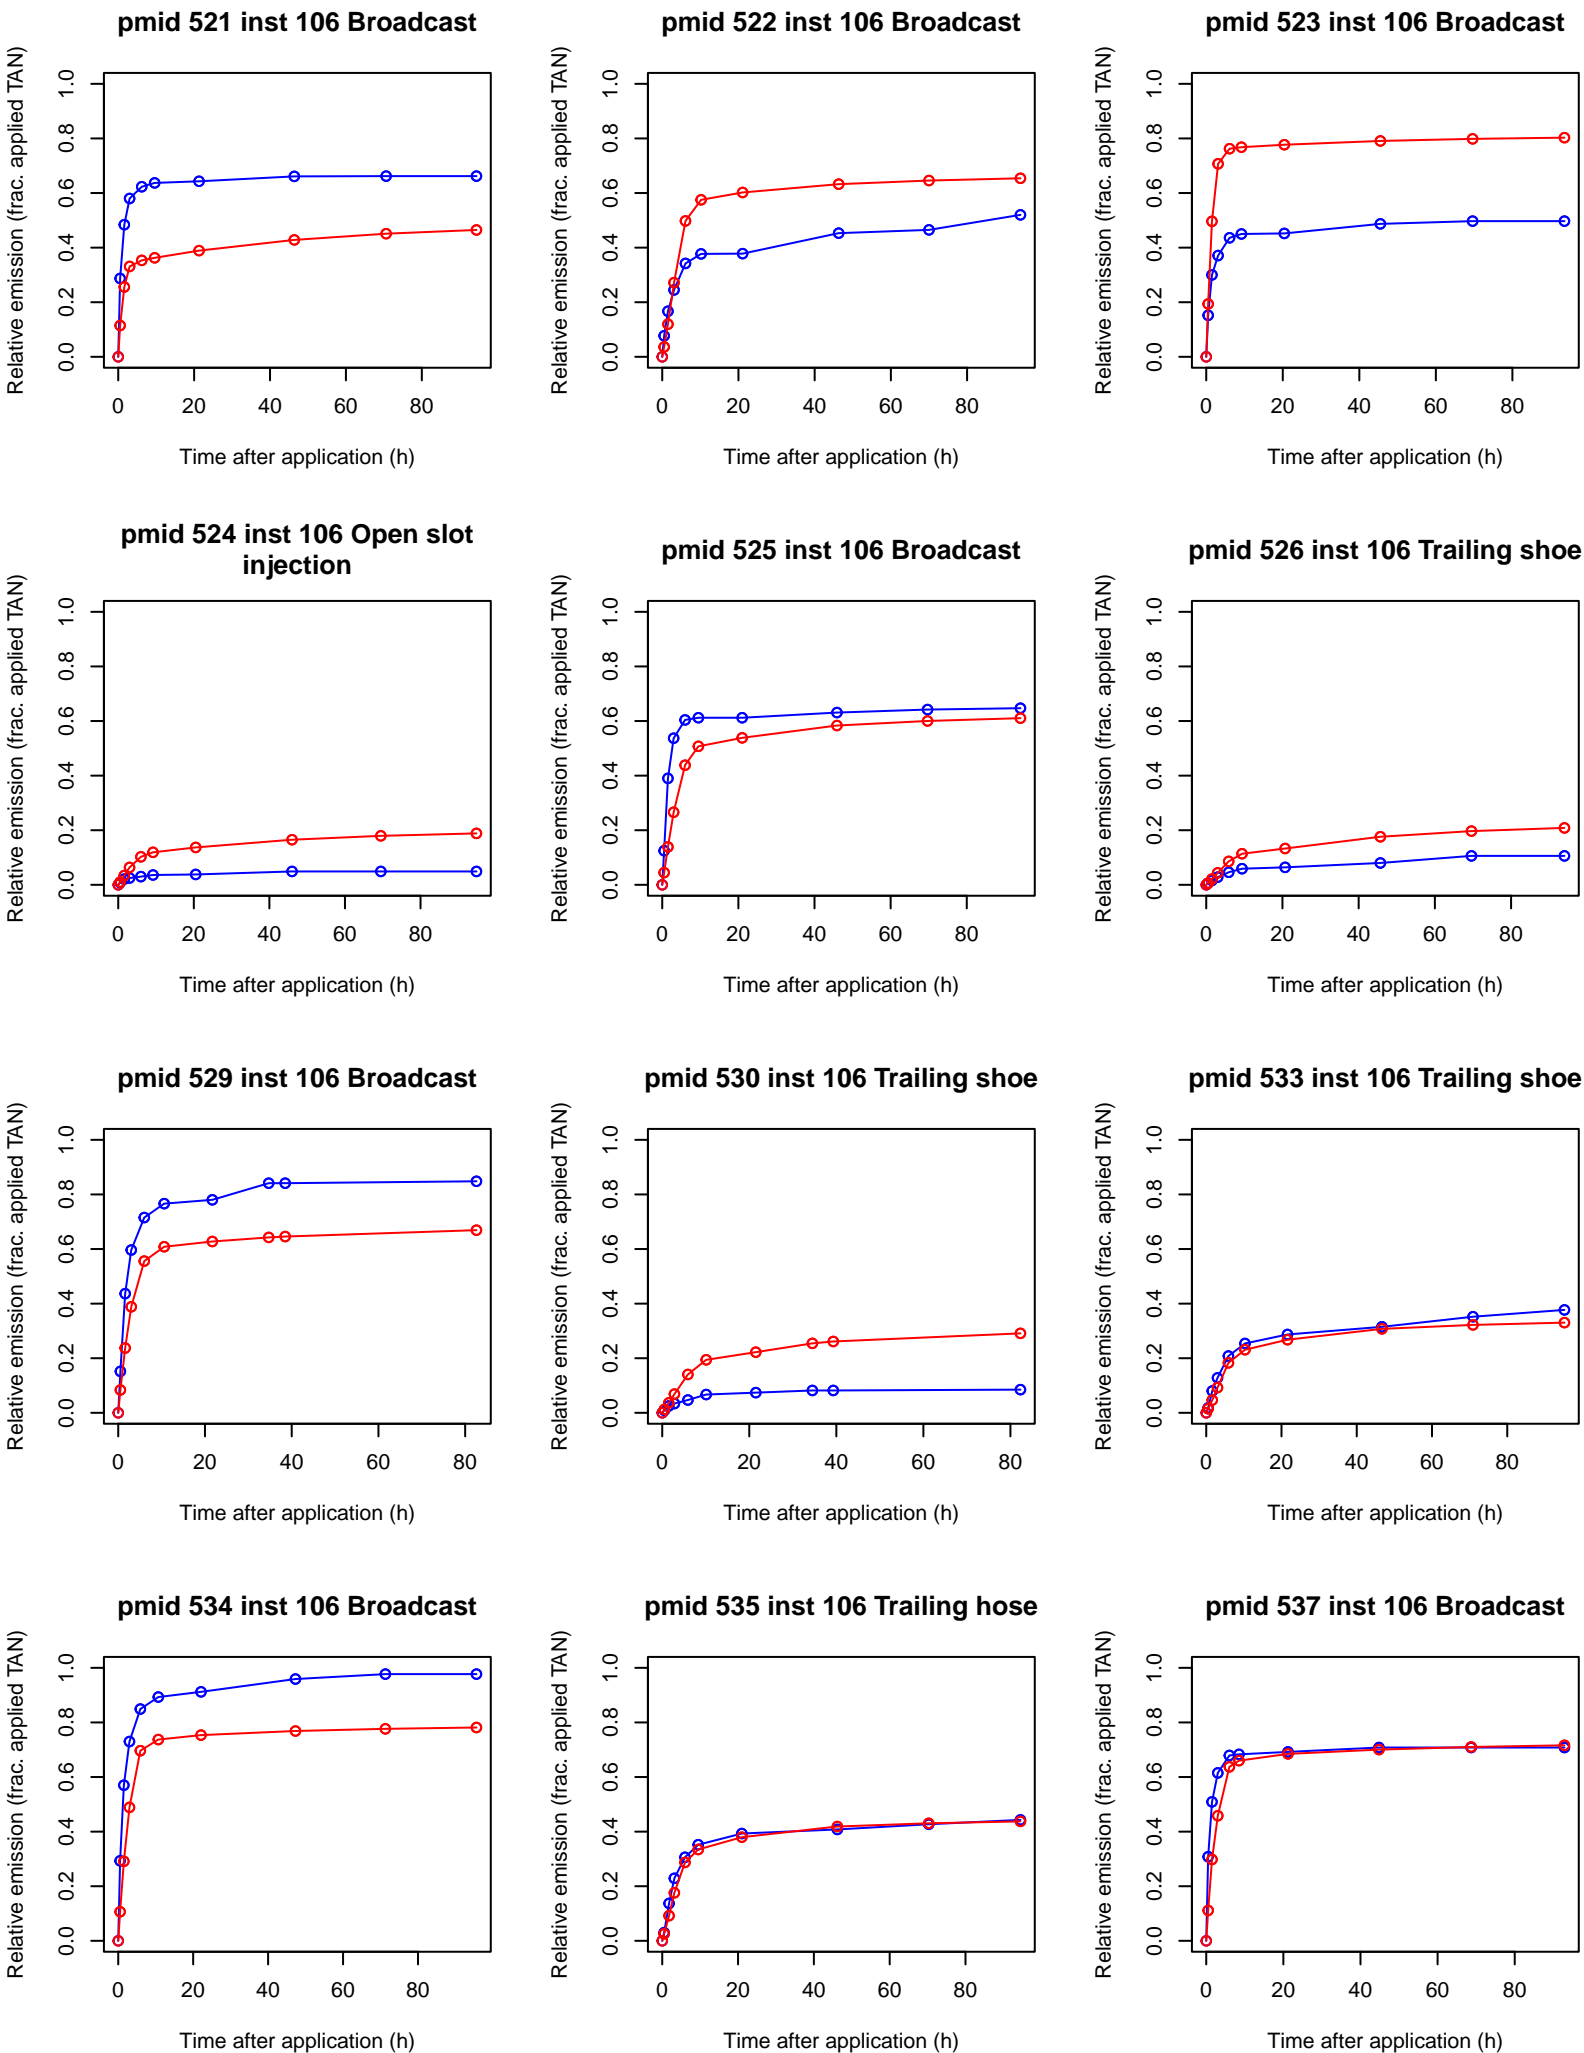 pmid 521 inst 106 Broadcast
Relative emission (frac. applied TAN)
0.0 0.2 0.4 0.6 0.8 1.0
0 20 40 60 80
Time after application (h)
pmid 522 inst 106 Broadcast
Relative emission (frac. applied TAN)
0.0 0.2 0.4 0.6 0.8 1.0
0 20 40 60 80
Time after application (h)
pmid 523 inst 106 Broadcast
Relative emission (frac. applied TAN)
0.0 0.2 0.4 0.6 0.8 1.0
0 20 40 60 80
Time after application (h)
pmid 524 inst 106 Open slot
injection
Relative emission (frac. applied TAN)
0.0 0.2 0.4 0.6 0.8 1.0
0 20 40 60 80
Time after application (h)
pmid 525 inst 106 Broadcast
Relative emission (frac. applied TAN)
0.0 0.2 0.4 0.6 0.8 1.0
0 20 40 60 80
Time after application (h)
pmid 526 inst 106 Trailing shoe
Relative emission (frac. applied TAN)
0.0 0.2 0.4 0.6 0.8 1.0
0 20 40 60 80
Time after application (h)
pmid 529 inst 106 Broadcast
Relative emission (frac. applied TAN)
0.0 0.2 0.4 0.6 0.8 1.0
0 20 40 60 80
Time after application (h)
pmid 530 inst 106 Trailing shoe
Relative emission (frac. applied TAN)
0.0 0.2 0.4 0.6 0.8 1.0
0 20 40 60 80
Time after application (h)
pmid 533 inst 106 Trailing shoe
Relative emission (frac. applied TAN)
0.0 0.2 0.4 0.6 0.8 1.0
0 20 40 60 80
Time after application (h)
pmid 534 inst 106 Broadcast
Relative emission (frac. applied TAN)
0.0 0.2 0.4 0.6 0.8 1.0
0 20 40 60 80
Time after application (h)
pmid 535 inst 106 Trailing hose
Relative emission (frac. applied TAN)
0.0 0.2 0.4 0.6 0.8 1.0
0 20 40 60 80
Time after application (h)
pmid 537 inst 106 Broadcast
Relative emission (frac. applied TAN)
0.0 0.2 0.4 0.6 0.8 1.0
0 20 40 60 80
Time after application (h)